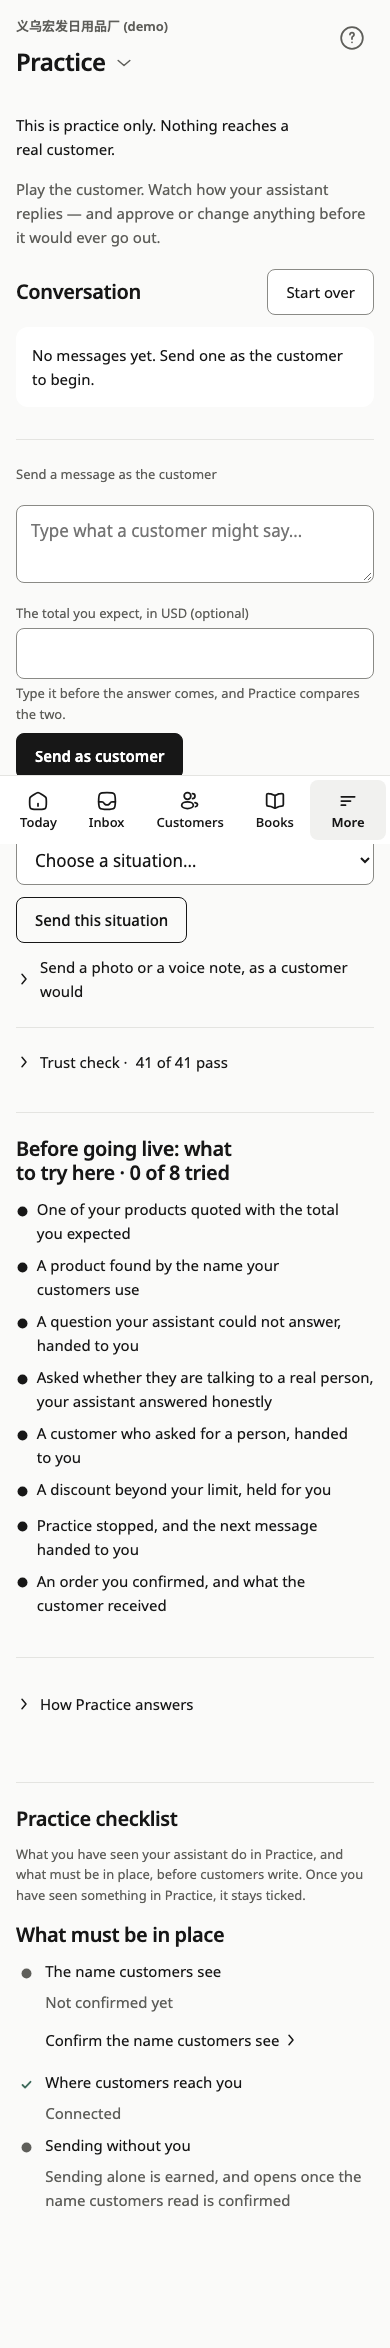 义乌宏发日用品厂 (demo)
Practice
This is practice only. Nothing reaches a
real customer.
Play the customer. Watch how your assistant
replies — and approve or change anything before
it would ever go out.
Conversation
Start over
No messages yet. Send one as the customer
to begin.
Send a message as the customer
Type what a customer might say…
The total you expect, in USD (optional)
Type it before the answer comes, and Practice compares
the two.
Send as customer
Today
Inbox
Customers
Books
More
Choose a situation…
Send this situation
Send a photo or a voice note, as a customer
would
Trust check · 41 of 41 pass
Before going live: what
to try here · 0 of 8 tried
One of your products quoted with the total
you expected
A product found by the name your
customers use
A question your assistant could not answer,
handed to you
Asked whether they are talking to a real person,
your assistant answered honestly
A customer who asked for a person, handed
to you
A discount beyond your limit, held for you
Practice stopped, and the next message
handed to you
An order you confirmed, and what the
customer received
How Practice answers
Practice checklist
What you have seen your assistant do in Practice, and
what must be in place, before customers write. Once you
have seen something in Practice, it stays ticked.
What must be in place
The name customers see
Not confirmed yet
Confirm the name customers see
Where customers reach you
Connected
Sending without you
Sending alone is earned, and opens once the
name customers read is confirmed